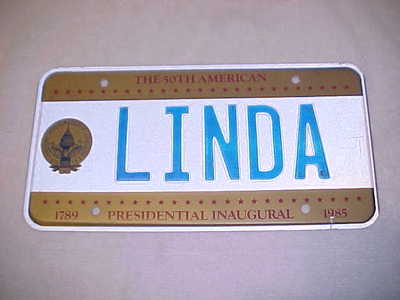 THE 50TH AMERICAN
LINDA
1789 PRESIDENTIAL INAUGURAL 1985